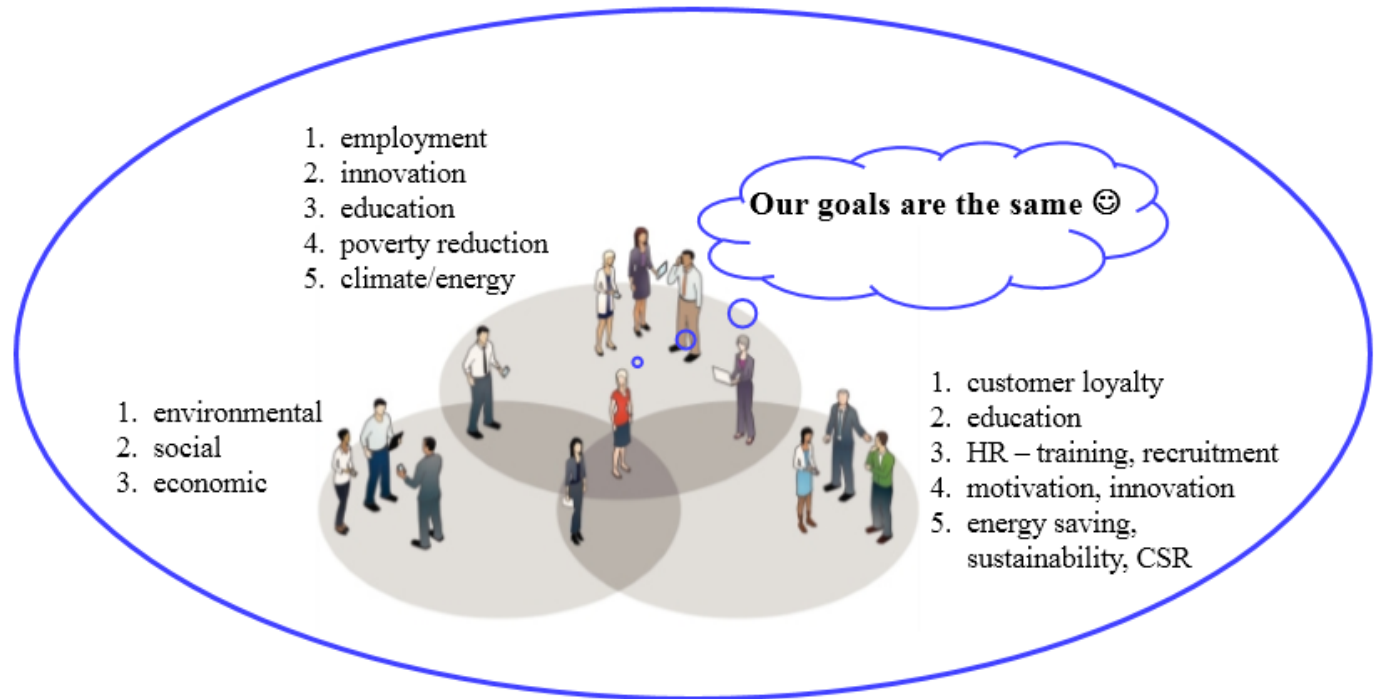 1. employment
2. innovation
3. education
4. poverty reduction
5. climate/energy
Our goals are the same ☺
1. environmental
2. social
3. economic
1. customer loyalty
2. education
3. HR – training, recruitment
4. motivation, innovation
5. energy saving,
sustainability, CSR